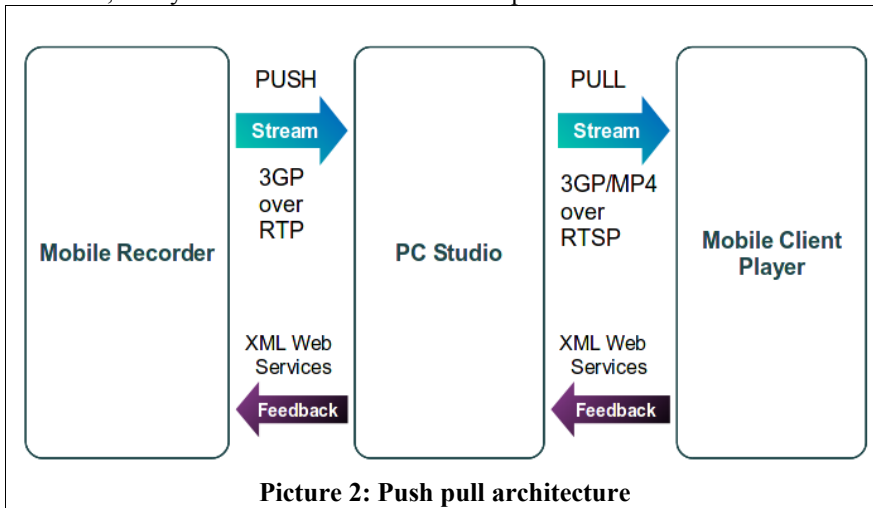 PUSH
Stream
3GP
over
RTP
PULL
Stream
3GP/MP4
over
RTSP
Mobile Recorder
PC Studio
Mobile Client
Player
XML Web
Services
Feedback
XML Web
Services
Feedback
Picture 2: Push pull architecture